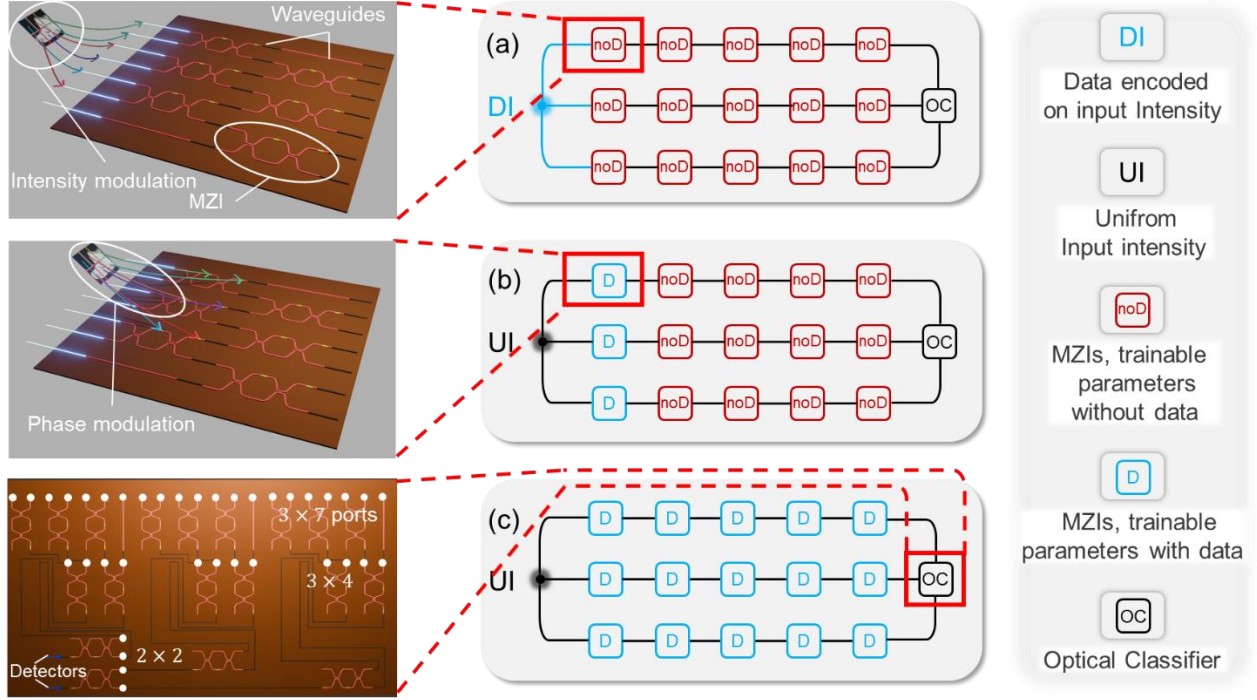 Waveguides
Intensity modulation
MZI
(a)
DI
noD noD noD noD noD
noD noD noD noD noD
noD noD noD noD noD
OC
Phase modulation
(b)
UI
D noD noD noD noD
D noD noD noD noD
D noD noD noD noD
OC
3 × 7 ports
3 × 4
2 × 2
Detectors
(c)
UI
D D D D D
D D D D D
D D D D D
OC
DI
Data encoded
on input Intensity
UI
Unifrom
Input intensity
noD
MZIs, trainable
parameters
without data
D
MZIs, trainable
parameters with data
OC
Optical Classifier